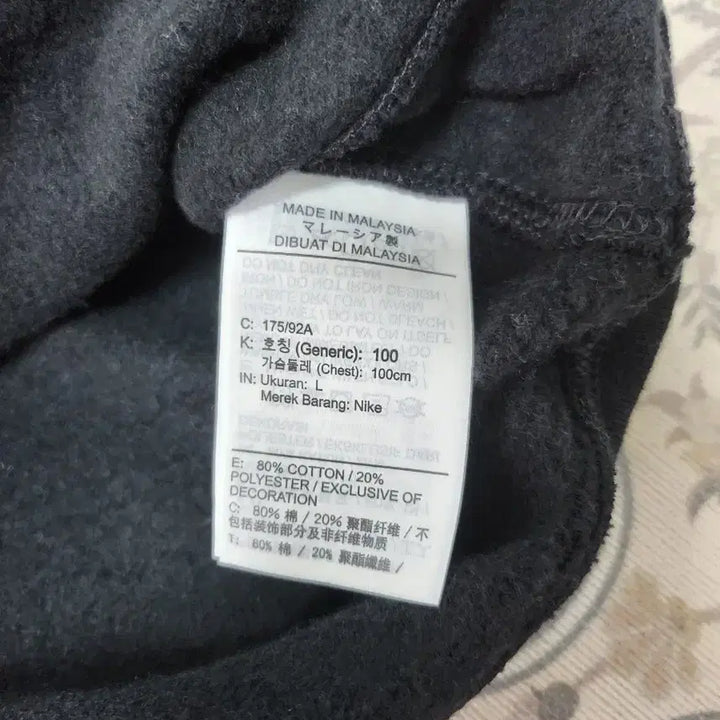 MADE IN MALAYSIA
マレーシア製
DIBUAT DI MALAYSIA
C: 175/92A
K: 호칭 (Generic): 100
가슴둘레 (Chest): 100cm
IN: Ukuran: L
Merek Barang: Nike
E: 80% COTTON / 20%
POLYESTER / EXCLUSIVE OF
DECORATION
C: 80% 棉 / 20% 聚酯纤维 / 不
包括装饰部分及非纤维物质
T: 80% 棉 / 20% 聚酯纖維 /